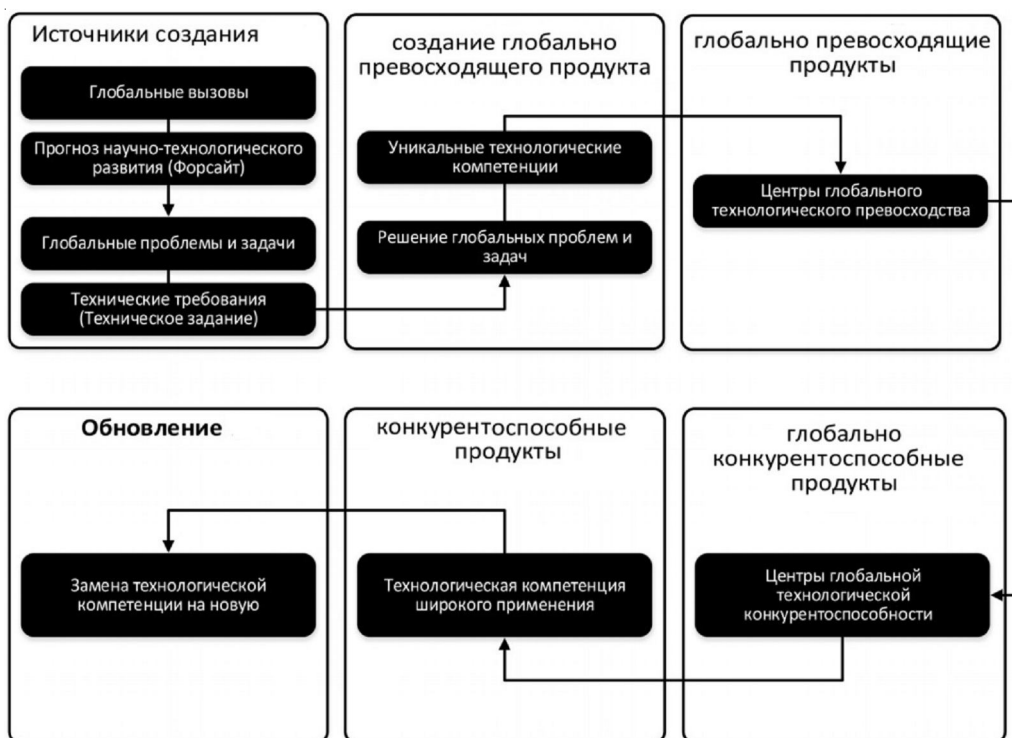 Источники создания
Глобальные вызовы
Прогноз научно-технологического
развития (Форсайт)
Глобальные проблемы и задачи
Технические требования
(Техническое задание)
создание глобально
превосходящего продукта
Уникальные технологические
компетенции
Решение глобальных проблем и
задач
глобально превосходящие
продукты
Центры глобального
технологического превосходства
Обновление
Замена технологической
компетенции на новую
конкурентоспособные
продукты
Технологическая компетенция
широкого применения
глобально
конкурентоспособные
продукты
Центры глобальной
технологической
конкурентоспособности